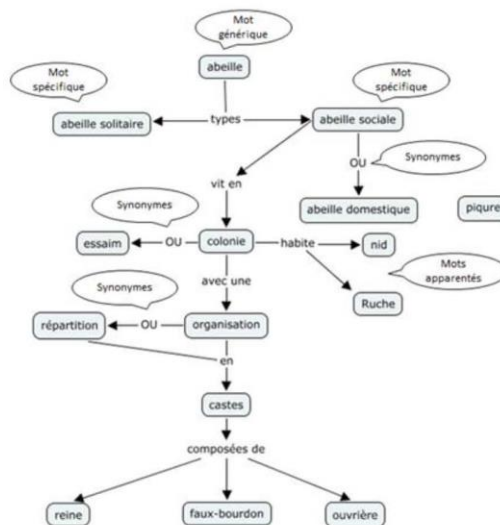 Mot
générique
abeille
Mot
spécifique
Mot
spécifique
abeille solitaire
types
abeille sociale
OU
Synonymes
vit en
abeille domestique
piqure
Synonymes
essaim
OU
colonie
habite
nid
Mots
apparentés
avec une
Synonymes
Ruche
répartition
OU
organisation
en
castes
composées de
reine
faux-bourdon
ouvrière